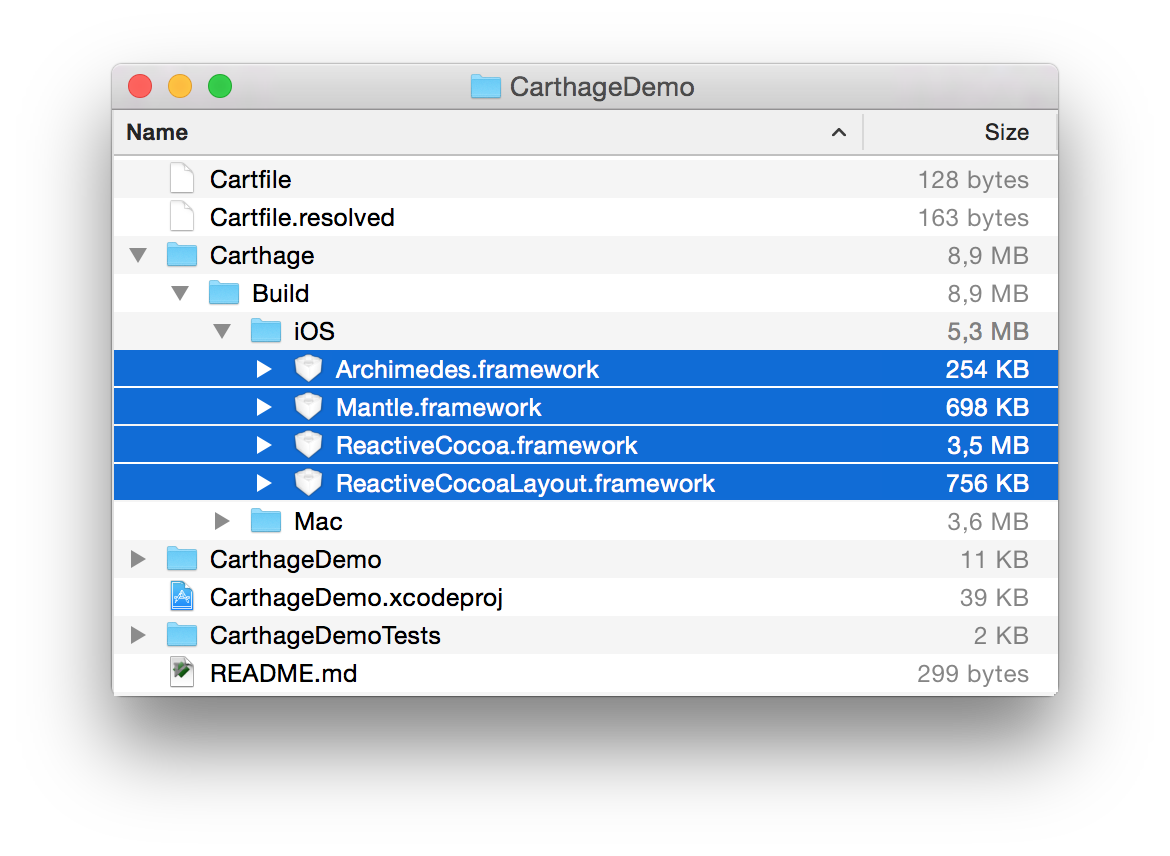 CarthageDemo
Name Size
Cartfile 128 bytes
Cartfile.resolved 163 bytes
Carthage 8,9 MB
Build 8,9 MB
iOS 5,3 MB
Archimedes.framework 254 KB
Mantle.framework 698 KB
ReactiveCocoa.framework 3,5 MB
ReactiveCocoaLayout.framework 756 KB
Mac 3,6 MB
CarthageDemo 11 KB
CarthageDemo.xcodeproj 39 KB
CarthageDemoTests 2 KB
README.md 299 bytes